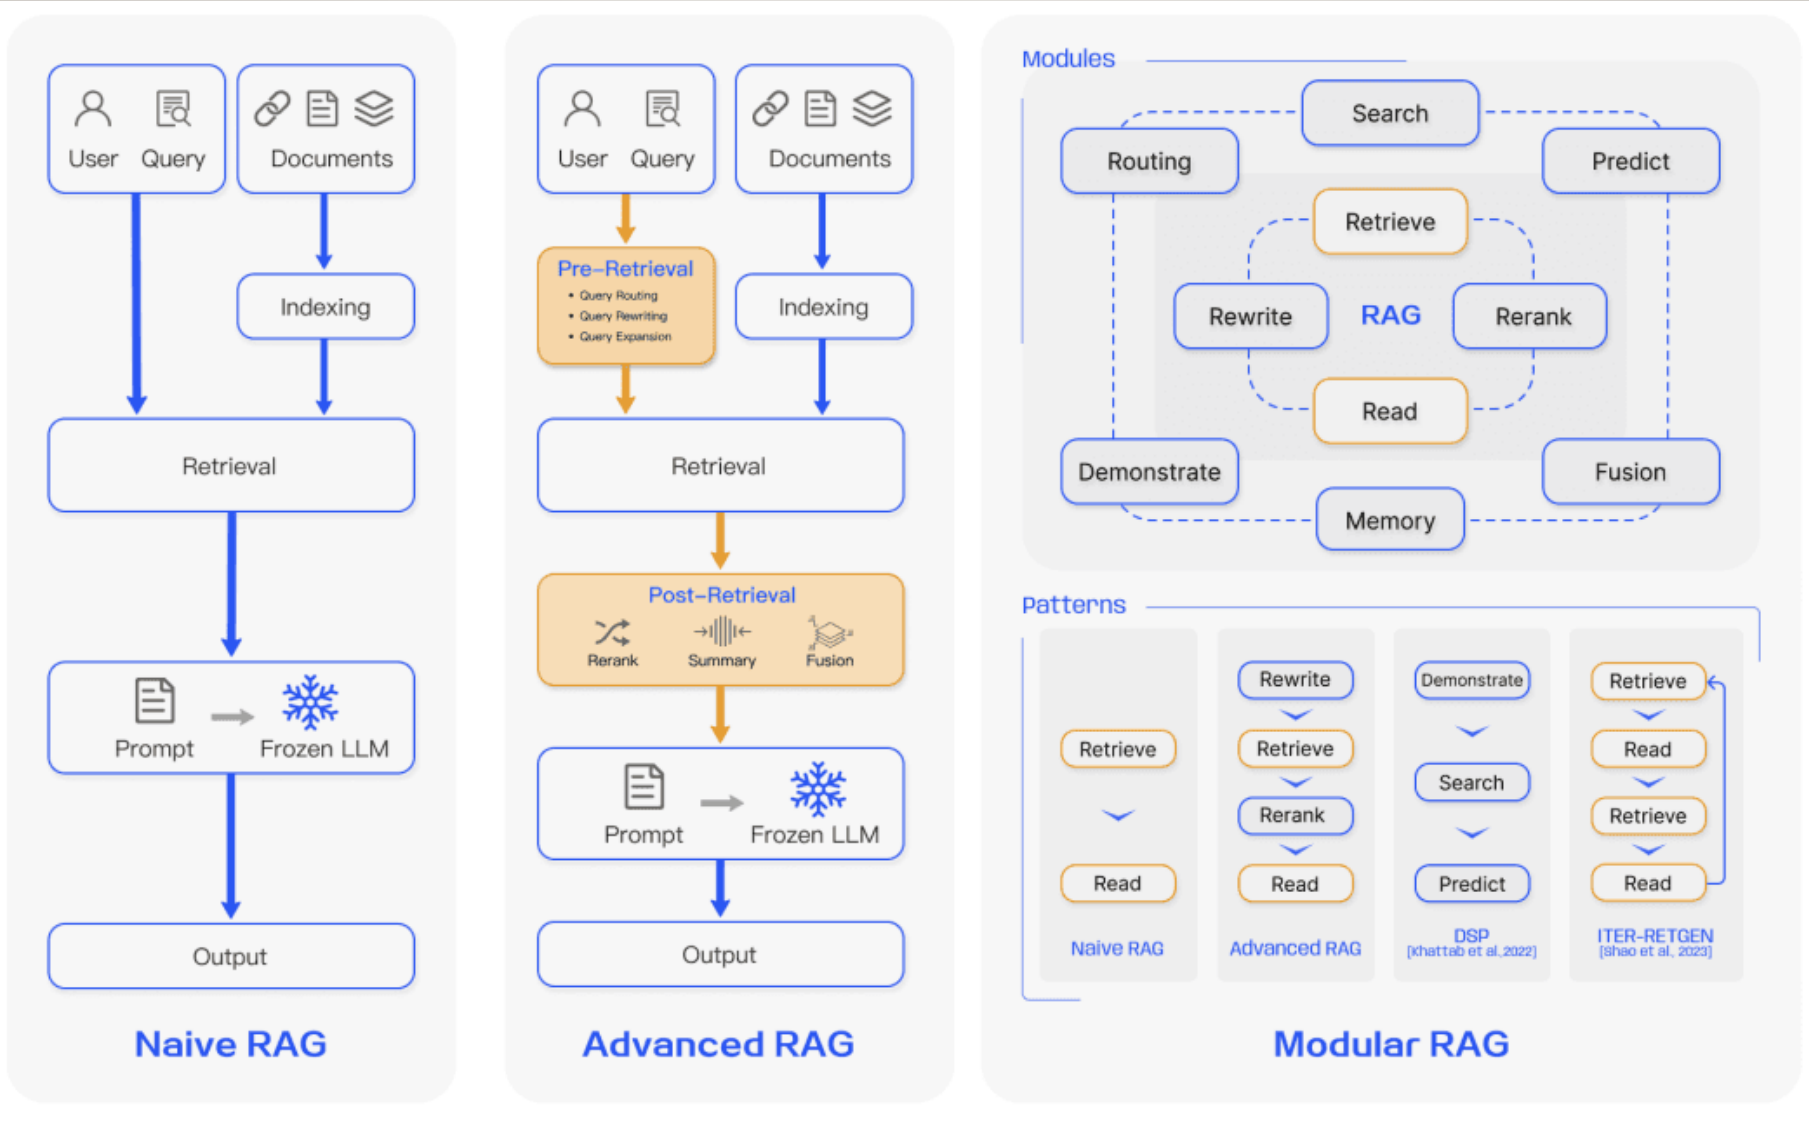 User Query
Documents
Indexing
Retrieval
Prompt
Frozen LLM
Output
Naive RAG
User Query
Documents
Pre-Retrieval
• Query Routing
• Query Rewriting
• Query Expansion
Indexing
Retrieval
Post-Retrieval
Rerank
Summary
Fusion
Prompt
Frozen LLM
Output
Advanced RAG
Modules
Search
Routing
Predict
Retrieve
Rewrite
RAG
Rerank
Read
Demonstrate
Fusion
Memory
Patterns
Retrieve
Read
Naive RAG
Rewrite
Retrieve
Rerank
Read
Advanced RAG
Demonstrate
Search
Predict
DSP
[Khattab et al.,2022]
Retrieve
Read
Retrieve
Read
ITER-RETGEN
[Shao et al., 2023]
Modular RAG